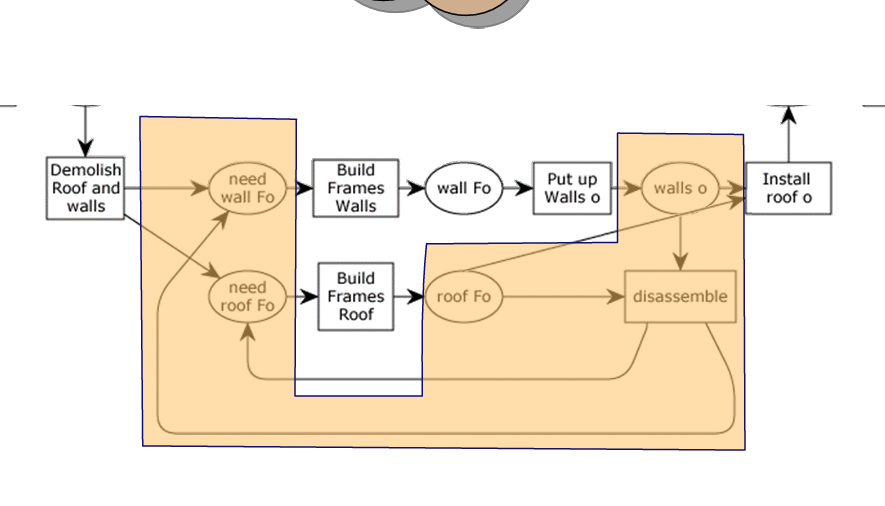 Demolish
Roof and
walls
need
wall Fo
Build
Frames
Walls
wall Fo
Put up
Walls o
walls o
Install
roof o
need
roof Fo
Build
Frames
Roof
roof Fo
disassemble